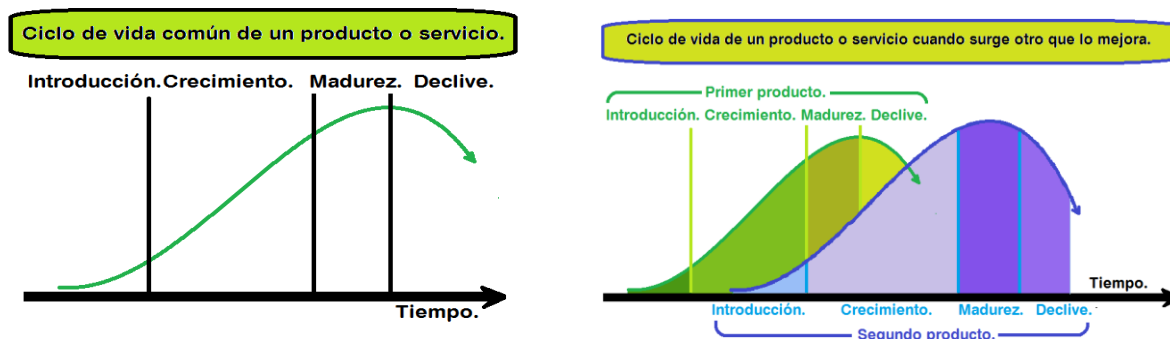 Ciclo de vida común de un producto o servicio.
Introducción. Crecimiento. Madurez. Declive.
Tiempo.
Ciclo de vida de un producto o servicio cuando surge otro que lo mejora.
Primer producto.
Introducción. Crecimiento. Madurez. Declive.
Tiempo.
Introducción. Crecimiento. Madurez. Declive.
Segundo producto.